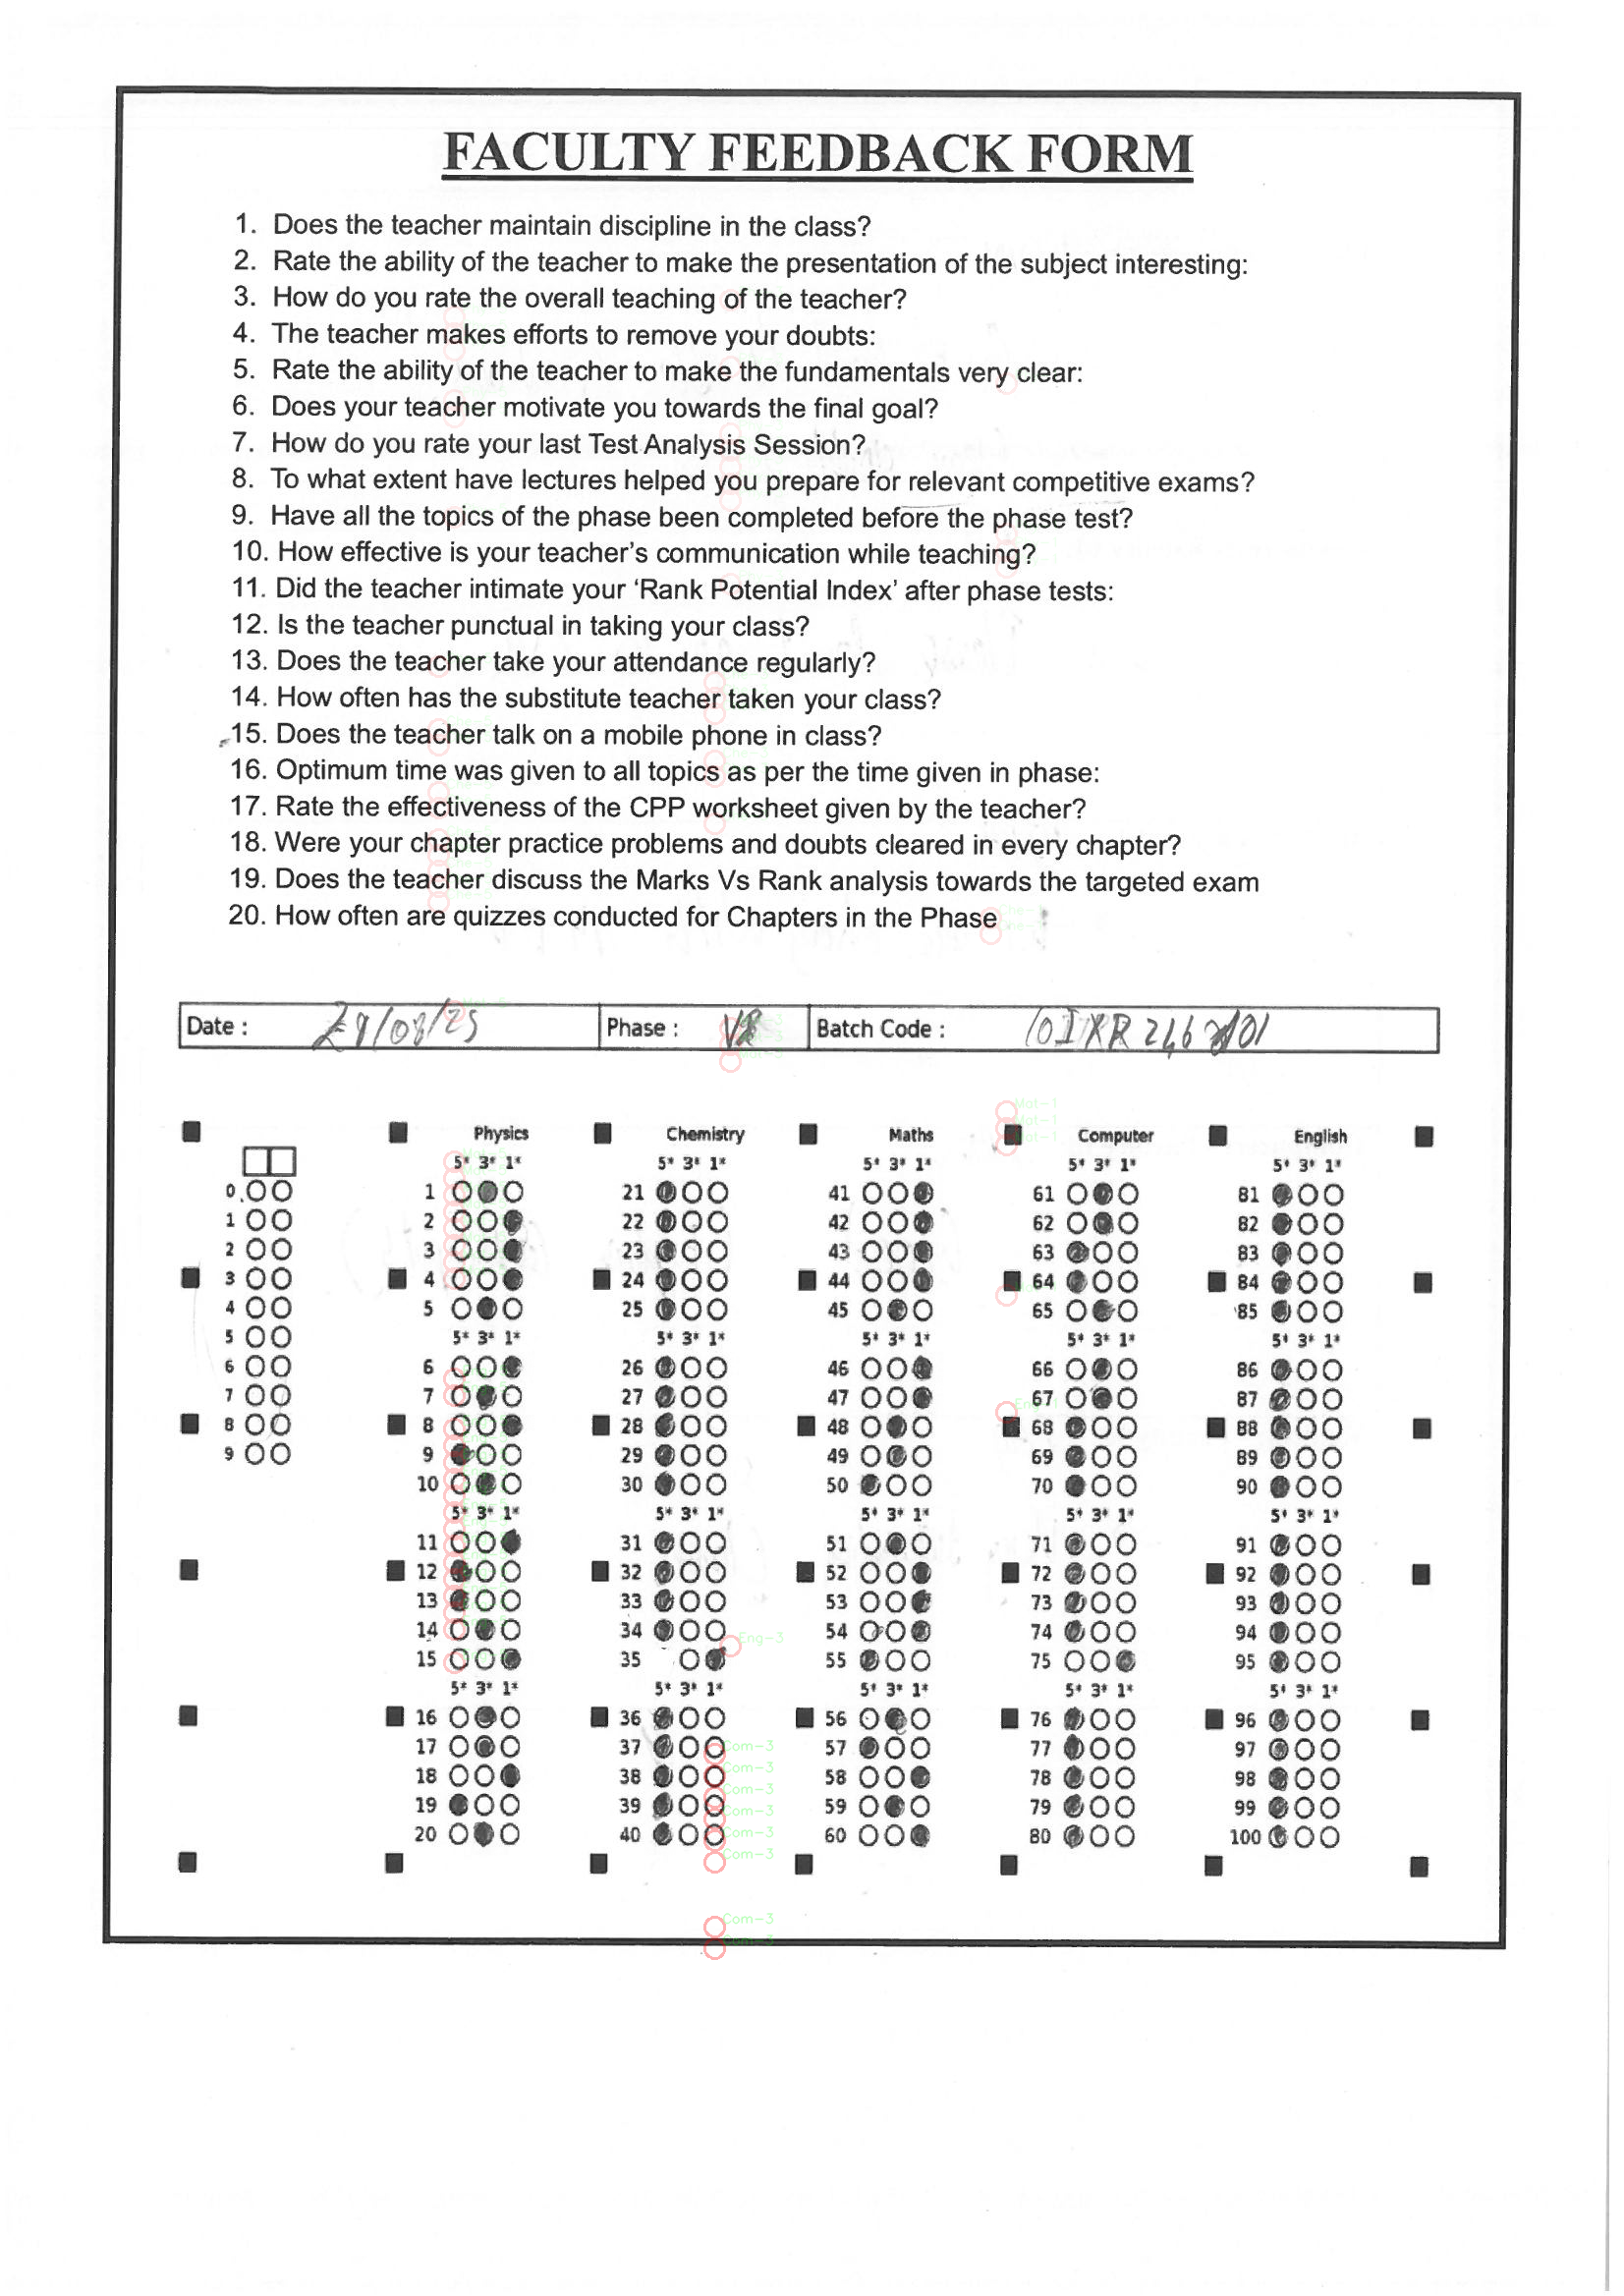 FACULTY FEEDBACK FORM
1. Does the teacher maintain discipline in the class?
2. Rate the ability of the teacher to make the presentation of the subject interesting:
3. How do you rate the overall teaching of the teacher?
4. The teacher makes efforts to remove your doubts:
5. Rate the ability of the teacher to make the fundamentals very clear:
6. Does your teacher motivate you towards the final goal?
7. How do you rate your last Test Analysis Session?
8. To what extent have lectures helped you prepare for relevant competitive exams?
9. Have all the topics of the phase been completed before the phase test?
10. How effective is your teacher's communication while teaching?
11. Did the teacher intimate your ‘Rank Potential Index’ after phase tests:
12. Is the teacher punctual in taking your class?
13. Does the teacher take your attendance regularly?
14. How often has the substitute teacher taken your class?
15. Does the teacher talk on a mobile phone in class?
16. Optimum time was given to all topics as per the time given in phase:
17. Rate the effectiveness of the CPP worksheet given by the teacher?
18. Were your chapter practice problems and doubts cleared in every chapter?
19. Does the teacher discuss the Marks Vs Rank analysis towards the targeted exam
20. How often are quizzes conducted for Chapters in the Phase
Date : 29/08/25 Phase : Batch Code :
Physics Chemistry Maths Computer English
5* 3* 1* 5* 3* 1* 5* 3* 1* 5* 3* 1* 5* 3* 1*
0 1 21 41 61 81
1 2 22 42 62 82
2 3 23 43 63 83
3 4 24 44 64 84
4 5 25 45 65 85
5 5* 3* 1* 5* 3* 1* 5* 3* 1* 5* 3* 1* 5* 3* 1*
6 6 26 46 66 86
7 7 27 47 67 87
8 8 28 48 68 88
9 9 29 49 69 89
10 30 50 70 90
5* 3* 1* 5* 3* 1* 5* 3* 1* 5* 3* 1* 5* 3* 1*
11 31 51 71 91
12 32 52 72 92
13 33 53 73 93
14 34 Eng-3 54 74 94
15 35 55 75 95
5* 3* 1* 5* 3* 1* 5* 3* 1* 5* 3* 1* 5* 3* 1*
16 36 56 76 96
17 37 Com-3 57 77 97
18 38 Com-3 58 78 98
19 39 Com-3 59 79 99
20 40 Com-3 60 80 100
Com-3
Com-3
Com-3